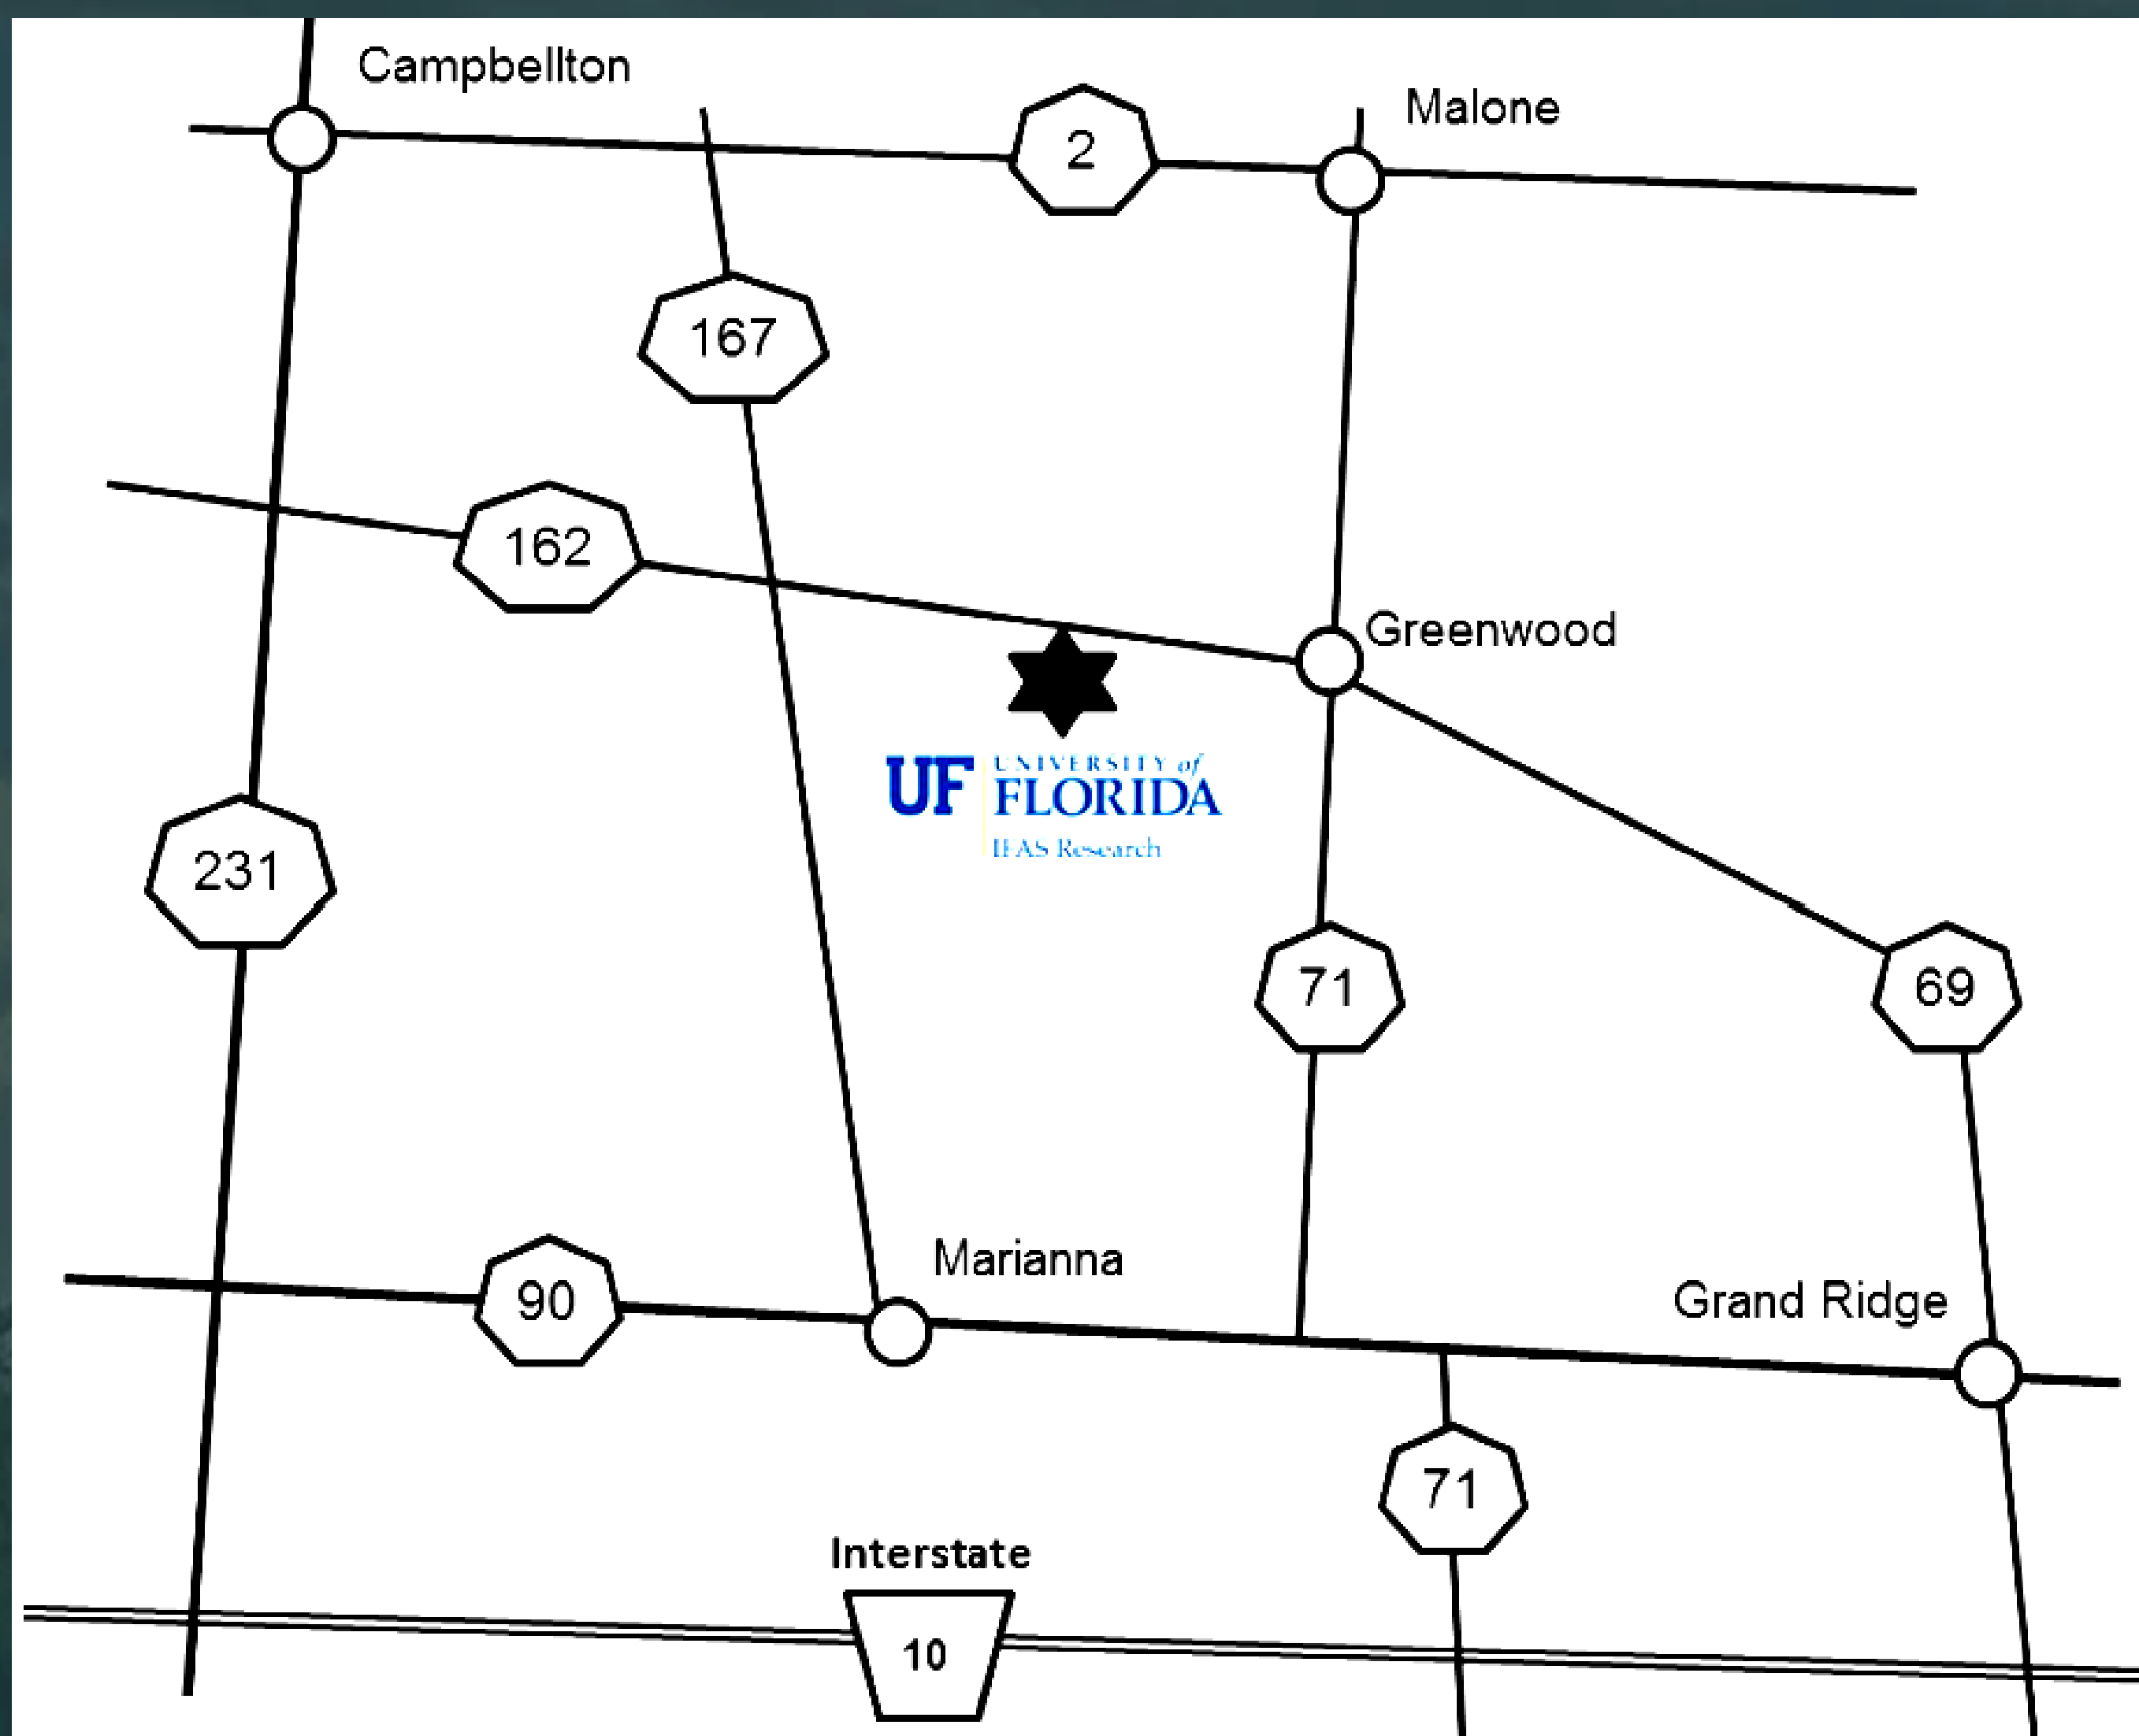 Campbellton
Malone
2
167
162
Greenwood
UF UNIVERSITY of
FLORIDA
IFAS Research
231
71
69
Marianna
90
Grand Ridge
71
Interstate
10